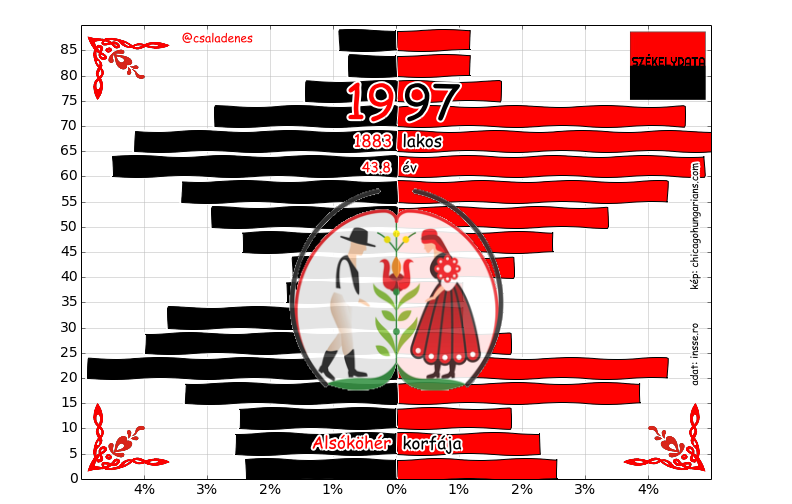 @csaladenes
SZÉKELYDATA
85
80
75
70
65
60
55
50
45
40
35
30
25
20
15
10
5
0
1997
1883 lakos
43.8 év
kép: chicagohungarians.com
adat: insse.ro
Alsóköhér korfája
4% 3% 2% 1% 0% 1% 2% 3% 4%